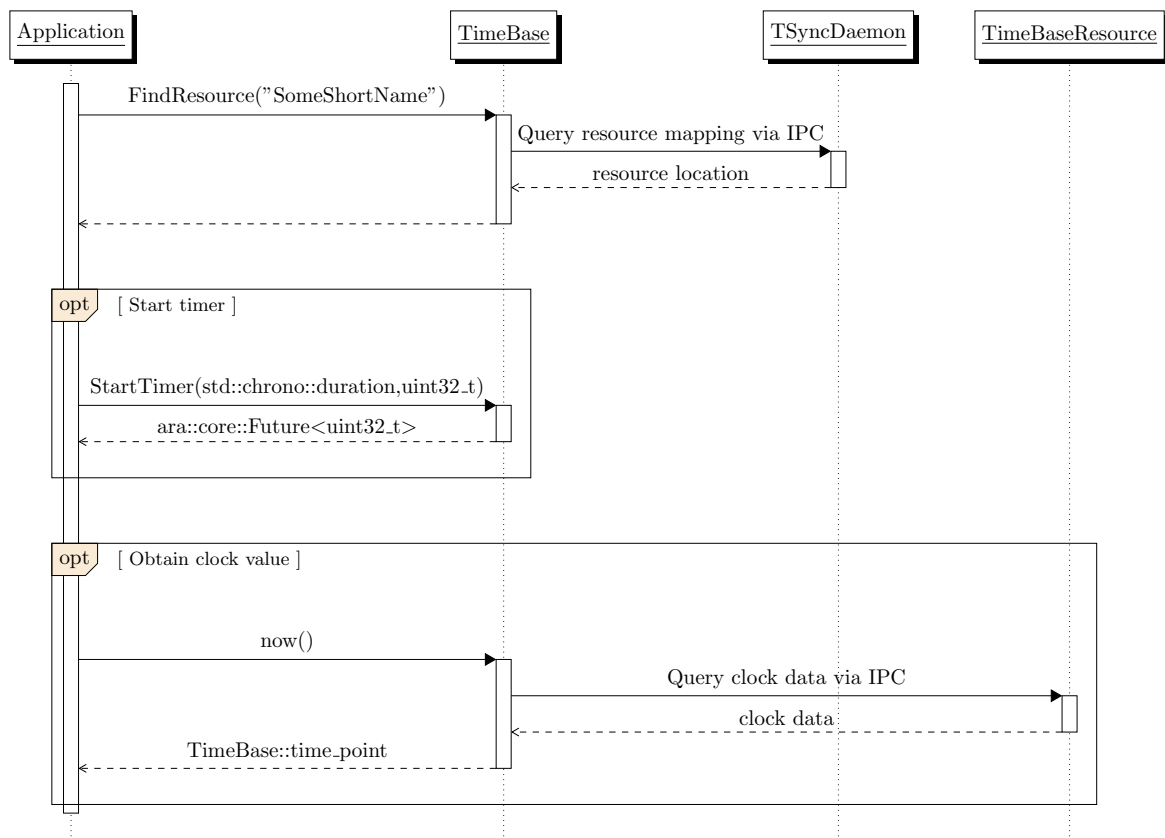 Application
TimeBase
TSyncDaemon
TimeBaseResource
FindResource("SomeShortName")
Query resource mapping via IPC
resource location
opt [ Start timer ]
StartTimer(std::chrono::duration,uint32_t)
ara::core::Future<uint32_t>
opt [ Obtain clock value ]
now()
Query clock data via IPC
clock data
TimeBase::time_point